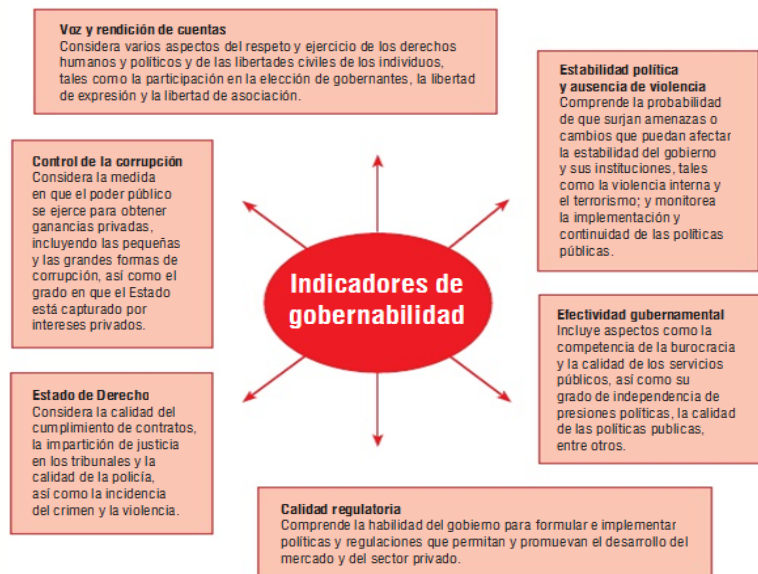 Voz y rendición de cuentas
Considera varios aspectos del respeto y ejercicio de los derechos
humanos y políticos y de las libertades civiles de los individuos,
tales como la participación en la elección de gobernantes, la libertad
de expresión y la libertad de asociación.
Estabilidad política
y ausencia de violencia
Comprende la probabilidad
de que surjan amenazas o
cambios que puedan afectar
la estabilidad del gobierno
y sus instituciones, tales
como la violencia interna y
el terrorismo; y monitorea
la implementación y
continuidad de las políticas
públicas.
Control de la corrupción
Considera la medida
en que el poder público
se ejerce para obtener
ganancias privadas,
incluyendo las pequeñas
y las grandes formas de
corrupción, así como el
grado en que el Estado
está capturado por
intereses privados.
Indicadores de
gobernabilidad
Efectividad gubernamental
Incluye aspectos como la
competencia de la burocracia
y la calidad de los servicios
públicos, así como su
grado de independencia de
presiones políticas, la calidad
de las políticas publicas,
entre otros.
Estado de Derecho
Considera la calidad del
cumplimiento de contratos,
la impartición de justicia
en los tribunales y la
calidad de la policía,
así como la incidencia
del crimen y la violencia.
Calidad regulatoria
Comprende la habilidad del gobierno para formular e implementar
políticas y regulaciones que permitan y promuevan el desarrollo del
mercado y del sector privado.